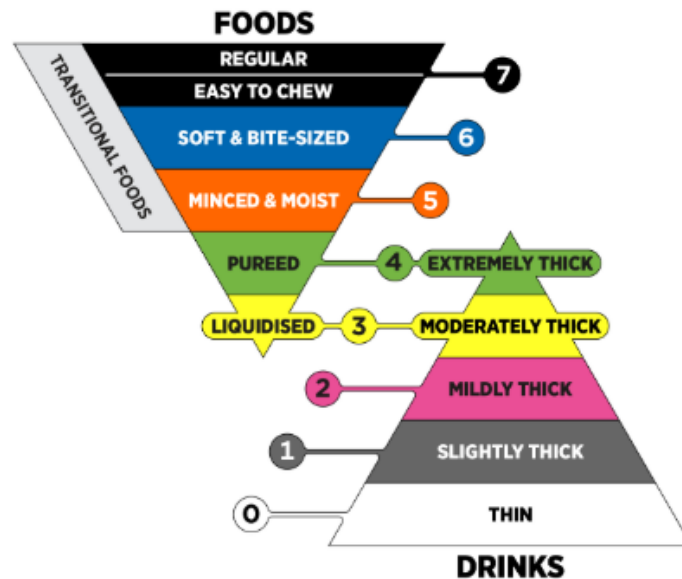 FOODS
REGULAR
7
EASY TO CHEW
TRANSITIONAL FOODS
SOFT & BITE-SIZED
6
MINCED & MOIST
5
PUREED
4
EXTREMELY THICK
LIQUIDISED
3
MODERATELY THICK
2
MILDLY THICK
1
SLIGHTLY THICK
0
THIN
DRINKS